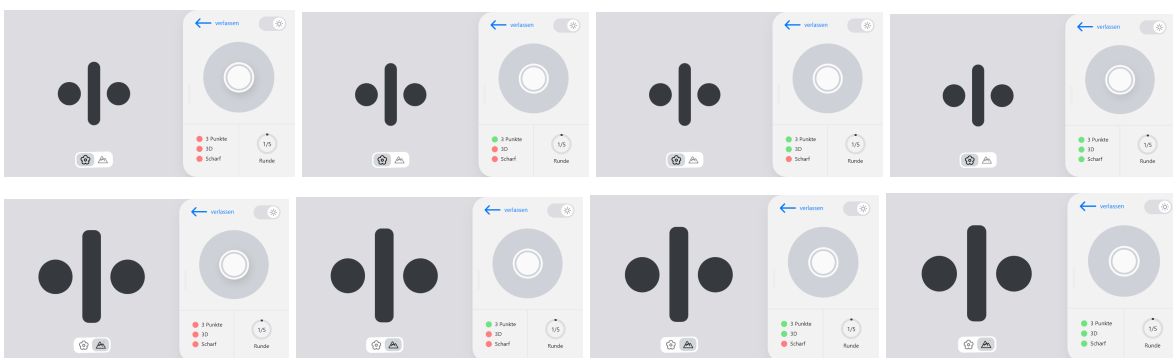 verlassen
3 Punkte
3D
Scharf
1/5
Runde
verlassen
3 Punkte
3D
Scharf
1/5
Runde
verlassen
3 Punkte
3D
Scharf
1/5
Runde
verlassen
3 Punkte
3D
Scharf
1/5
Runde
verlassen
3 Punkte
3D
Scharf
1/5
Runde
verlassen
3 Punkte
3D
Scharf
1/5
Runde
verlassen
3 Punkte
3D
Scharf
1/5
Runde
verlassen
3 Punkte
3D
Scharf
1/5
Runde